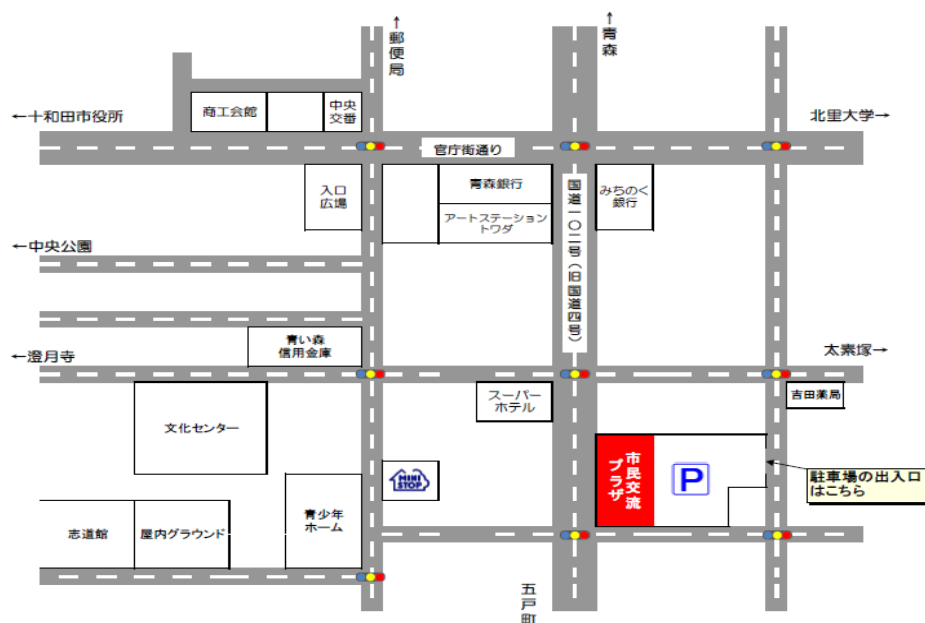 ↑青森
↑郵便局
←十和田市役所
商工会館
中央
交番
北里大学→
官庁街通り
入口
広場
青森銀行
アートステーション
トワダ
国道一〇二号(旧国道四号)
みちのく
銀行
←中央公園
青い森
信用金庫
←澄月寺
太素塚→
スーパー
ホテル
吉田薬局
文化センター
市民交流
プラザ
P
駐車場の出入口
はこちら
MINI
STOP
志道館
屋内グラウンド
青少年
ホーム
五戸町